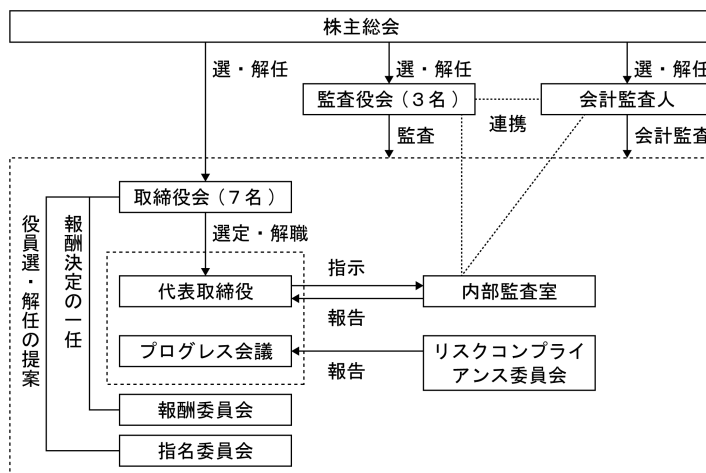 株主総会
選・解任
選・解任
選・解任
監査役会(3名)
会計監査人
連携
監査
会計監査
取締役会(7名)
選定・解職
役員選・解任の提案
報酬決定の一任
代表取締役
指示
報告
内部監査室
プログレス会議
報告
リスクコンプライ
アンス委員会
報酬委員会
指名委員会